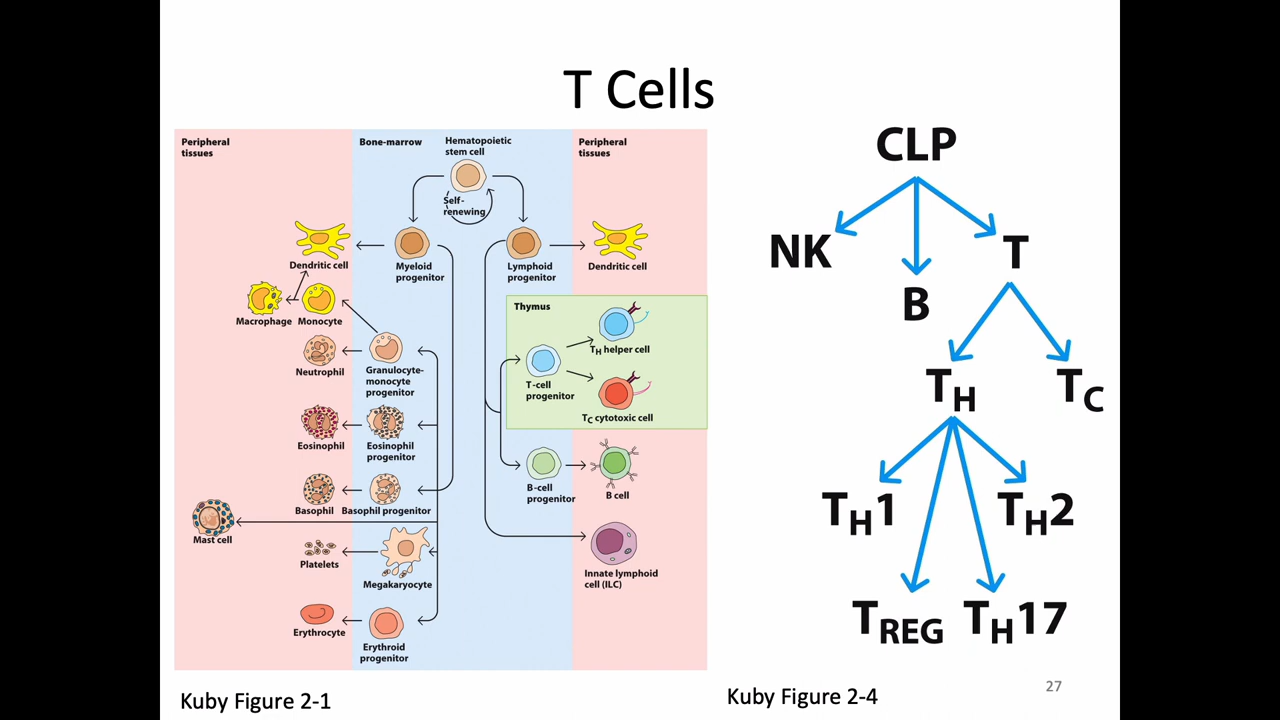 T Cells
Peripheral
tissues
Bone-marrow
Hematopoietic
stem cell
Peripheral
tissues
Self-
renewing
Dendritic cell
Myeloid
progenitor
Lymphoid
progenitor
Dendritic cell
Macrophage
Monocyte
Thymus
TH helper cell
Neutrophil
Granulocyte-
monocyte
progenitor
T-cell
progenitor
TC cytotoxic cell
Eosinophil
Eosinophil
progenitor
B-cell
progenitor
B cell
Basophil
Basophil progenitor
Mast cell
Platelets
Megakaryocyte
Innate lymphoid
cell (ILC)
Erythrocyte
Erythroid
progenitor
Kuby Figure 2-1
CLP
NK
B
T
TH
TC
TH1
TH2
TREG
TH17
Kuby Figure 2-4
27